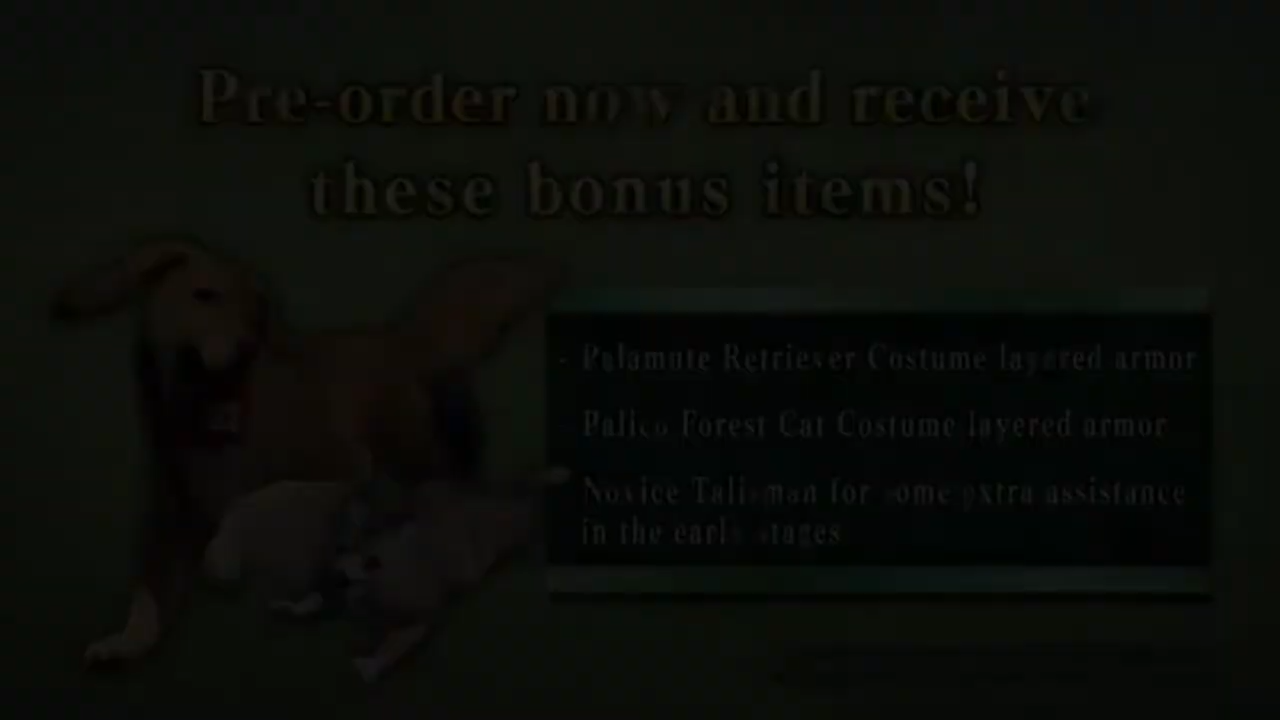 Pre-order now and receive
these bonus items!
- Palamute Retriever Costume layered armor
Palico Forest Cat Costume layered armor
Novice Talisman for some extra assistance
in the early stages